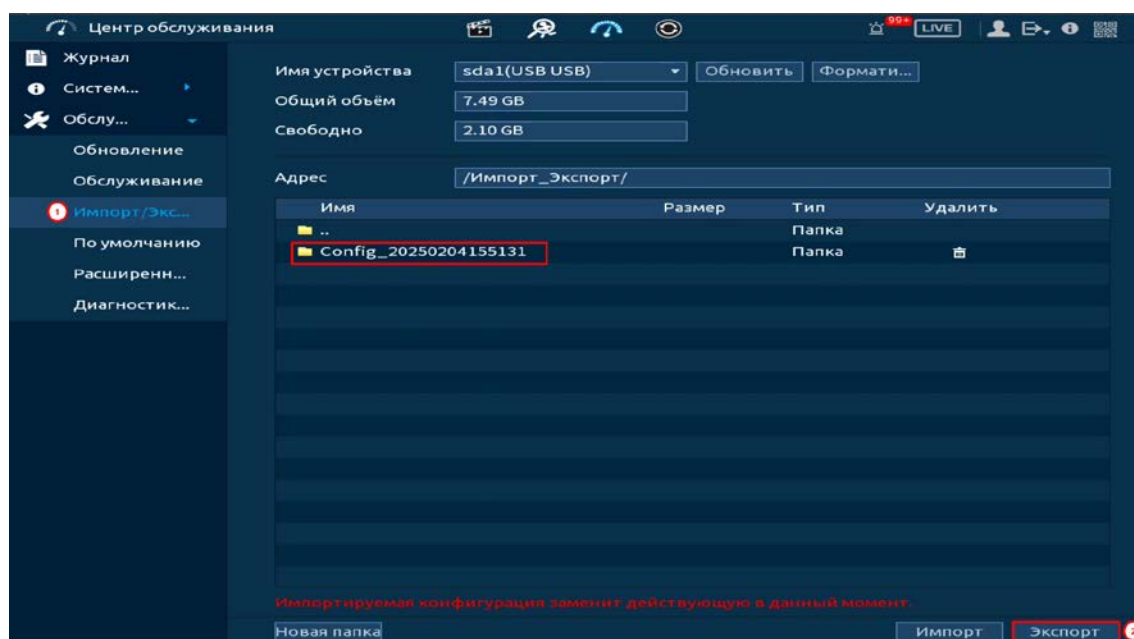 Центр обслуживания 99+ LIVE
Журнал
Имя устройства sda1(USB USB) Обновить Формати...
Систем...
Общий объём 7.49 GB
Обслу...
Свободно 2.10 GB
Обновление
Обслуживание
Адрес /Импорт_Экспорт/
1 Импорт/Экс...
Имя Размер Тип Удалить
.. Папка
По умолчанию
Config_20250204155131 Папка
Расширенн...
Диагностик...
Импортируемая конфигурация заменит действующую в данный момент.
Новая папка Импорт Экспорт